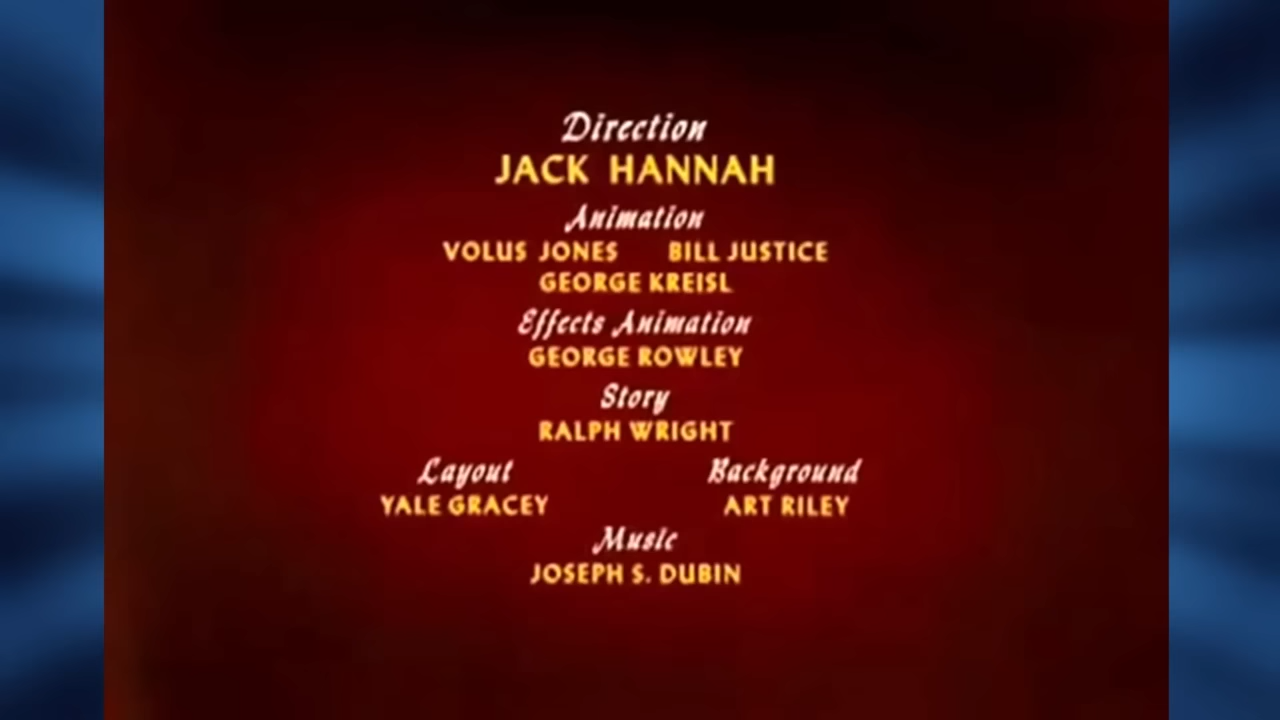 Direction
JACK HANNAH
Animation
VOLUS JONES BILL JUSTICE
GEORGE KREISL
Effects Animation
GEORGE ROWLEY
Story
RALPH WRIGHT
Layout Background
YALE GRACEY ART RILEY
Music
JOSEPH S. DUBIN